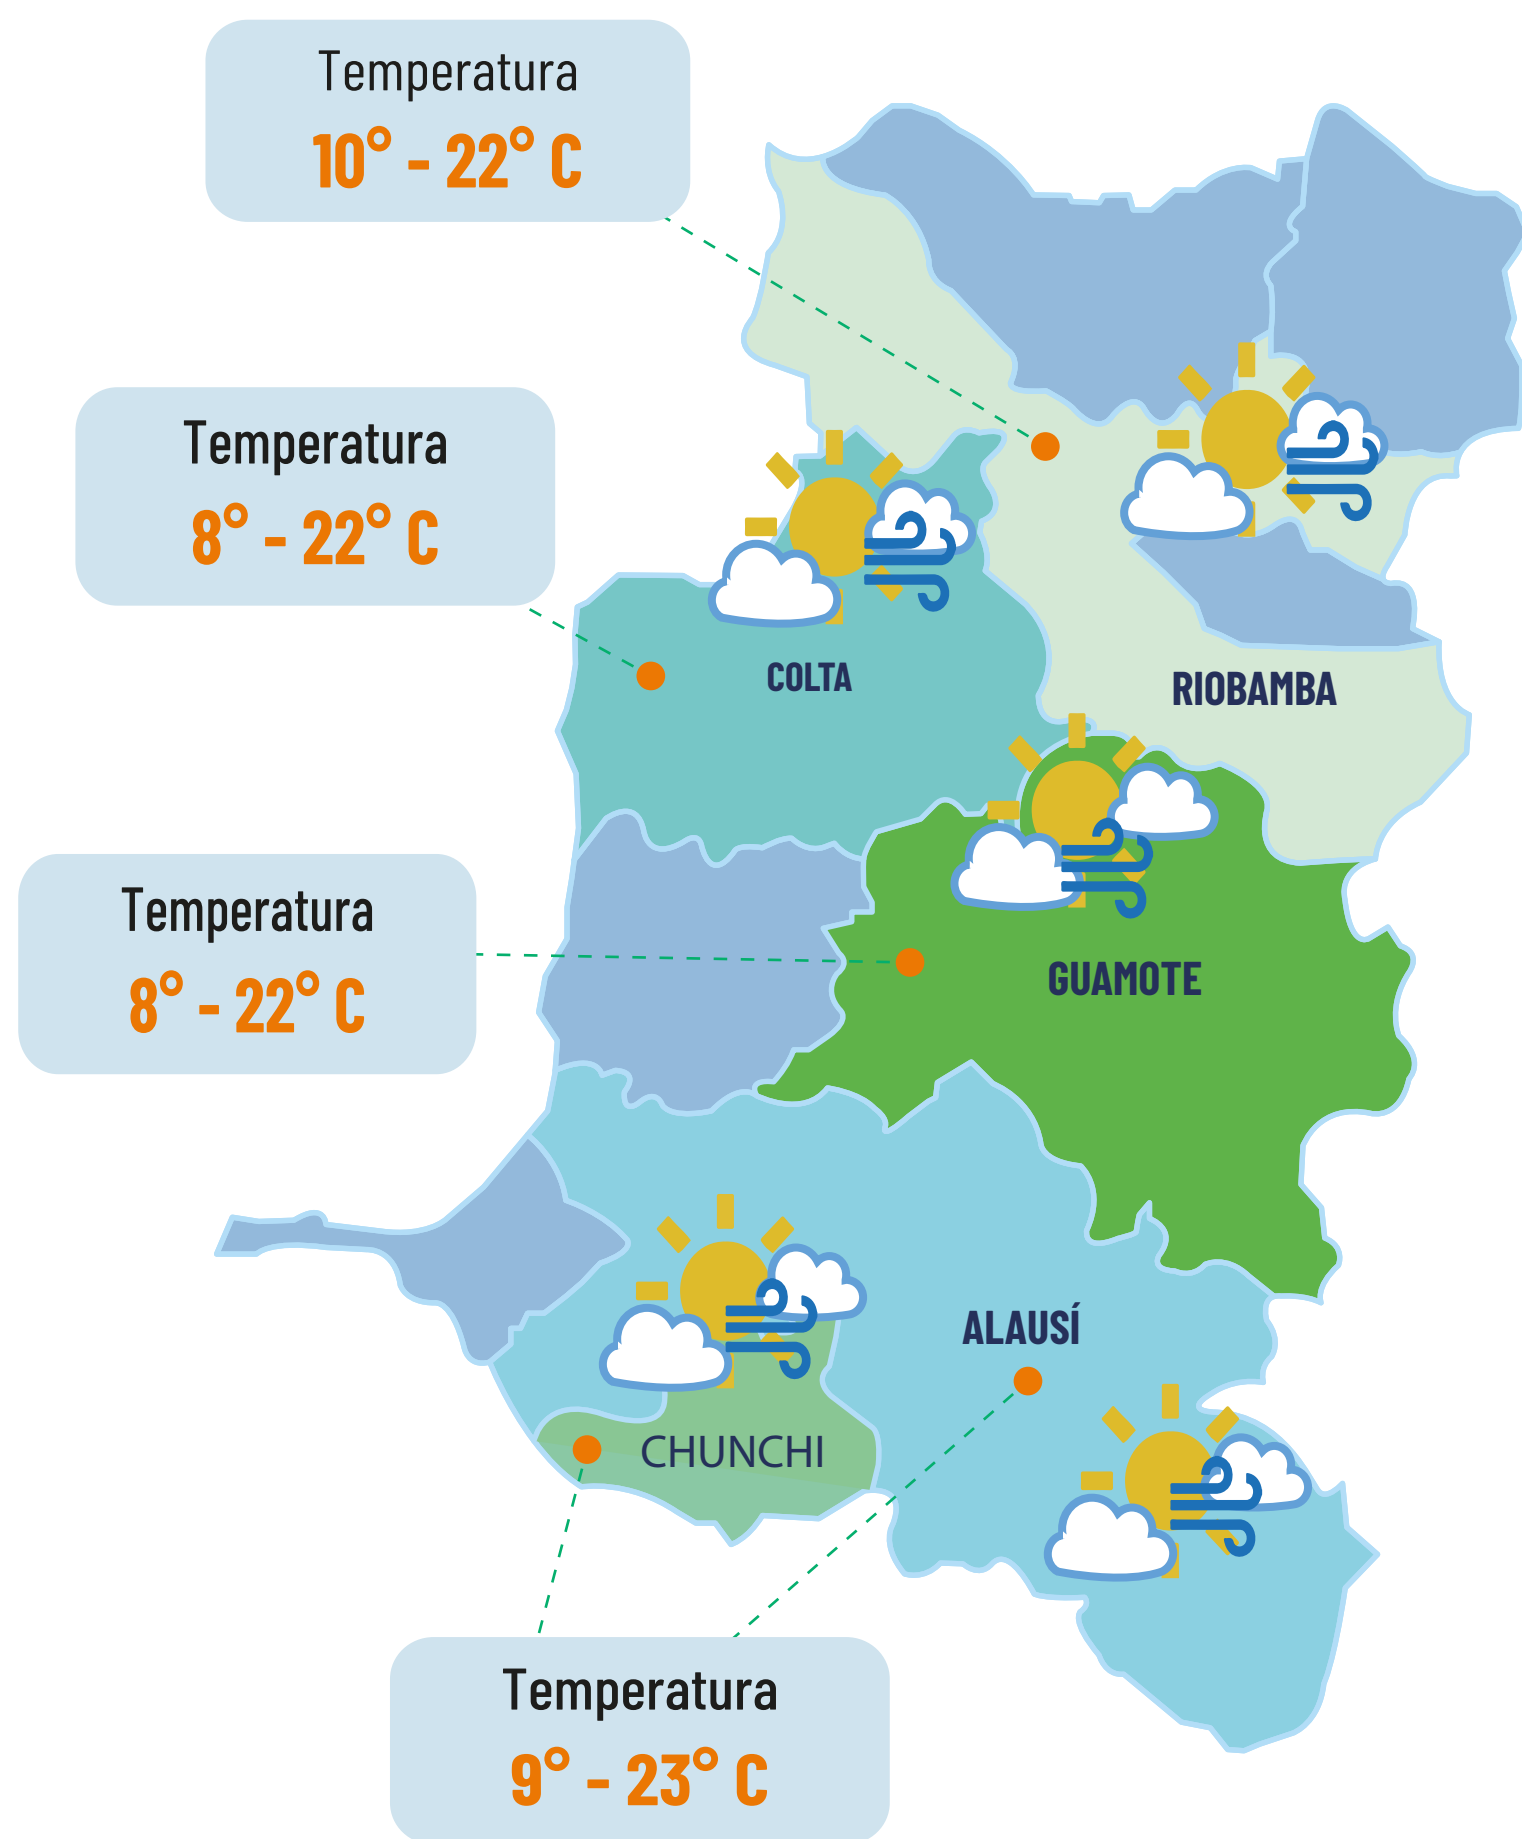 Temperatura
10° - 22° C
Temperatura
8° - 22° C
COLTA
RIOBAMBA
Temperatura
8° - 22° C
GUAMOTE
ALAUSÍ
CHUNCHI
Temperatura
9° - 23° C